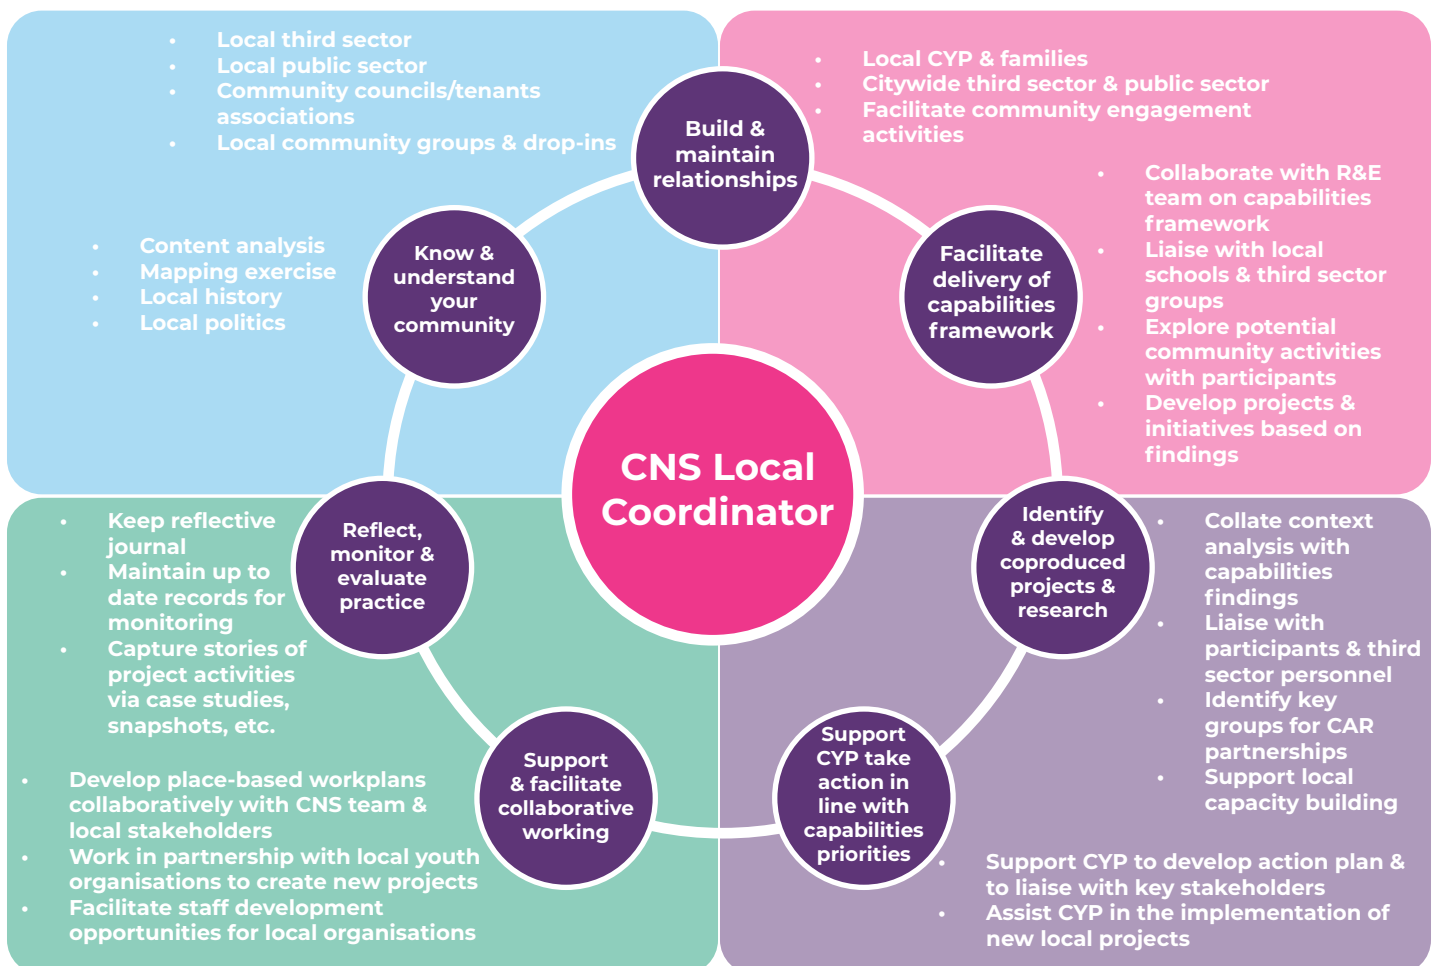 • Local third sector
• Local public sector
• Community councils/tenants
associations
• Local community groups & drop-ins
Build &
maintain
relationships
• Local CYP & families
• Citywide third sector & public sector
• Facilitate community engagement
activities
• Content analysis
• Mapping exercise
• Local history
• Local politics
Know &
understand
your
community
Facilitate
delivery of
capabilities
framework
• Collaborate with R&E
team on capabilities
framework
• Liaise with local
schools & third sector
groups
• Explore potential
community activities
with participants
• Develop projects &
initiatives based on
findings
CNS Local
Coordinator
• Keep reflective
journal
• Maintain up to
date records for
monitoring
• Capture stories of
project activities
via case studies,
snapshots, etc.
Reflect,
monitor &
evaluate
practice
Identify
& develop
coproduced
projects &
research
• Collate context
analysis with
capabilities
findings
• Liaise with
participants & third
sector personnel
• Identify key
groups for CAR
partnerships
• Support local
capacity building
• Develop place-based workplans
collaboratively with CNS team &
local stakeholders
• Work in partnership with local youth
organisations to create new projects
• Facilitate staff development
opportunities for local organisations
Support
& facilitate
collaborative
working
Support
CYP take
action in
line with
capabilities
priorities
• Support CYP to develop action plan &
to liaise with key stakeholders
• Assist CYP in the implementation of
new local projects